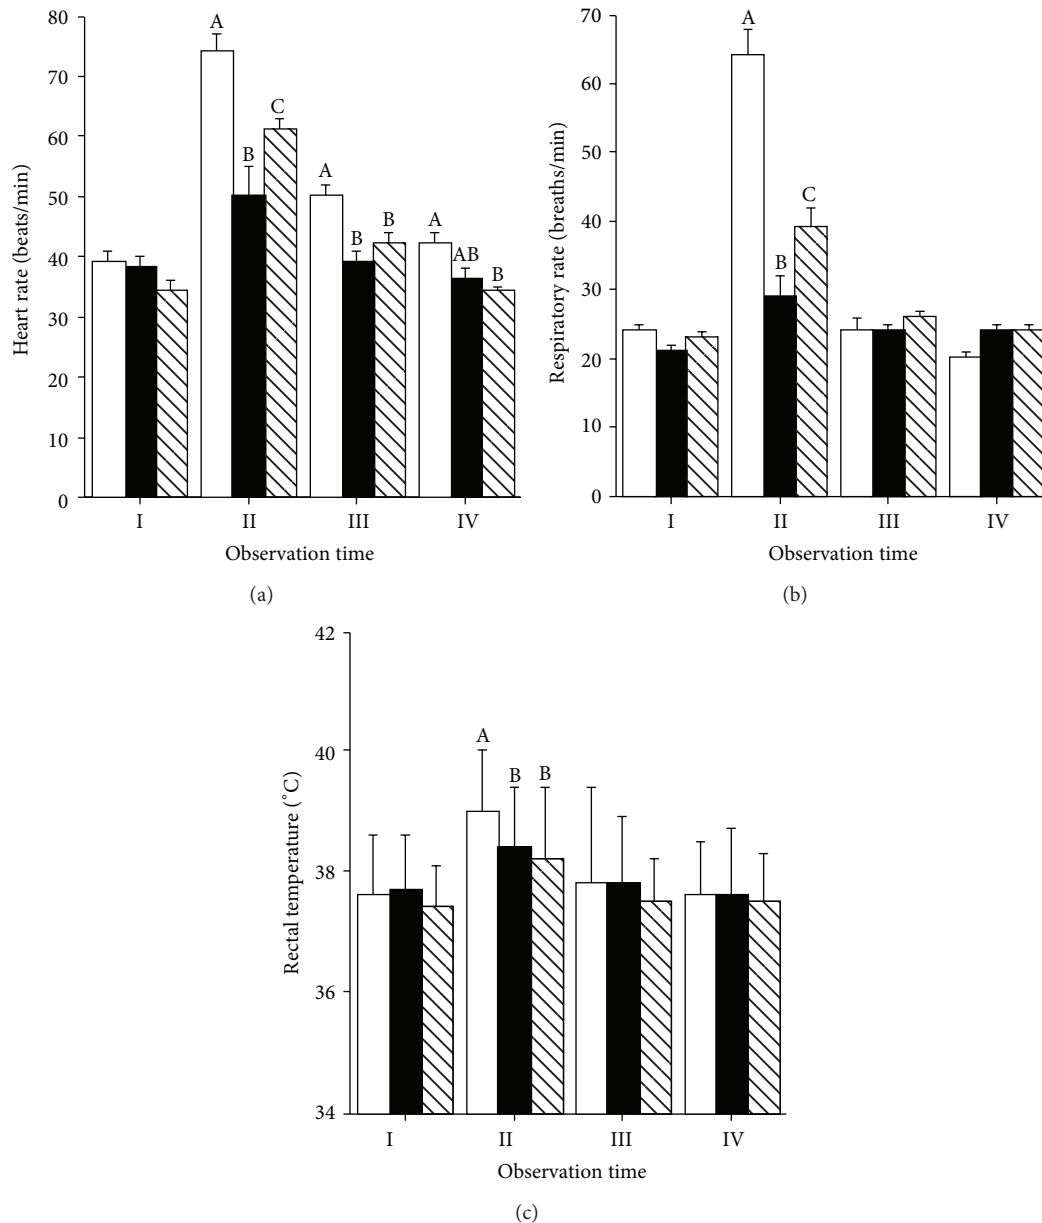 80
70
60
50
40
30
20
10
0
Heart rate (beats/min)
A
B
C
A
B
B
A
AB
B
I II III IV
Observation time
(a)
70
60
50
40
30
20
10
0
Respiratory rate (breaths/min)
A
B
C
I II III IV
Observation time
(b)
42
40
38
36
34
Rectal temperature (°C)
A
B
B
I II III IV
Observation time
(c)